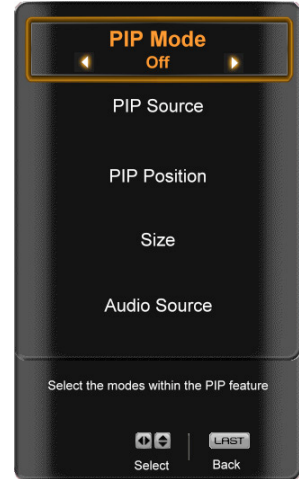 PIP Mode
Off
PIP Source
PIP Position
Size
Audio Source
Select the modes within the PIP feature
LAST
Select Back